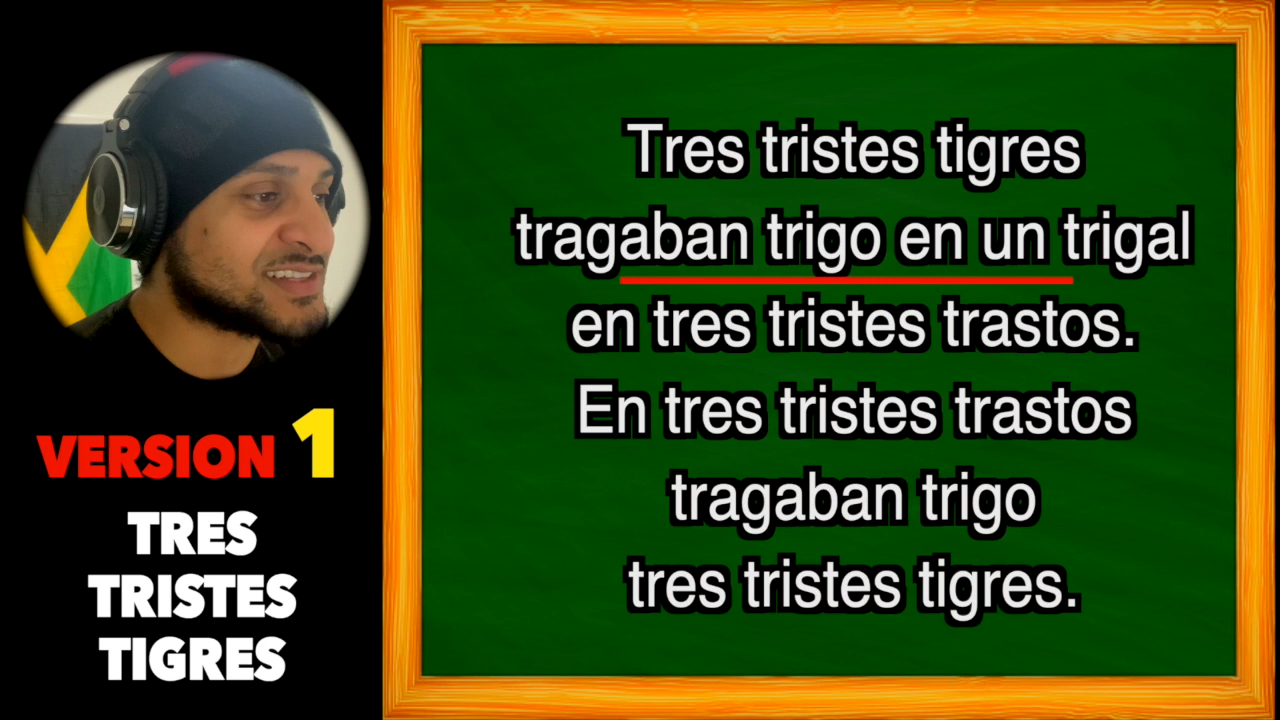 VERSION 1
TRES
TRISTES
TIGRES
Tres tristes tigres
tragaban trigo en un trigal
en tres tristes trastos.
En tres tristes trastos
tragaban trigo
tres tristes tigres.